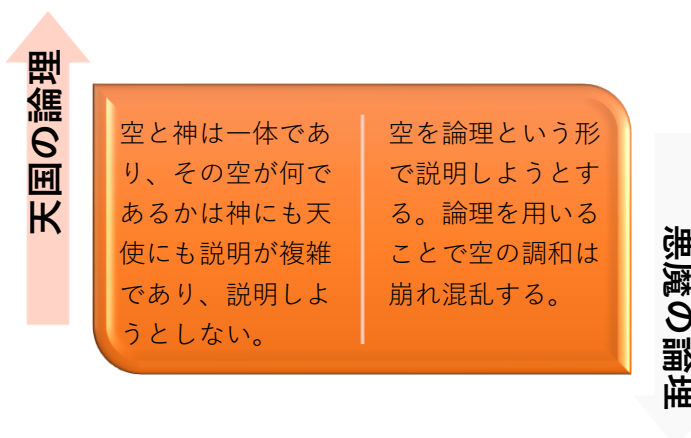 天国の論理
空と神は一体であ
り、その空が何で
あるかは神にも天
使にも説明が複雑
であり、説明しよ
うとしない。
空を論理という形
で説明しようとす
る。論理を用いる
ことで空の調和は
崩れ混乱する。
悪魔の論理